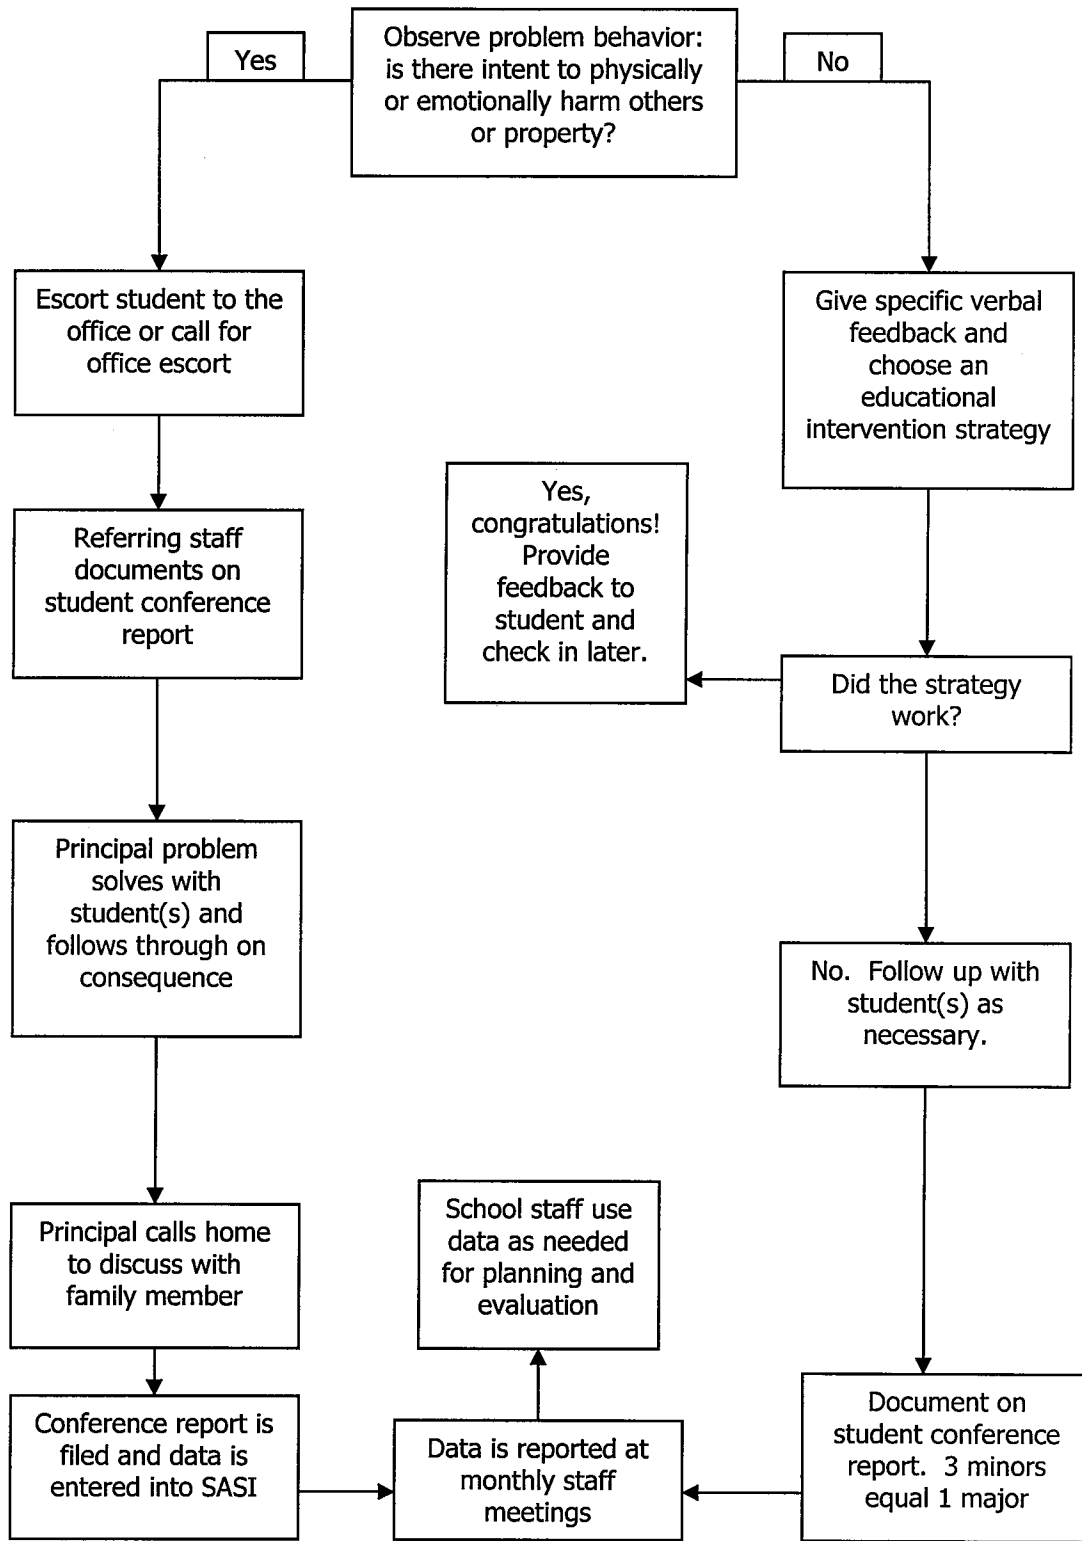 Yes
Observe problem behavior:
is there intent to physically
or emotionally harm others
or property?
No
Escort student to the
office or call for
office escort
Referring staff
documents on
student conference
report
Principal problem
solves with
student(s) and
follows through on
consequence
Principal calls home
to discuss with
family member
Conference report is
filed and data is
entered into SASI
Give specific verbal
feedback and
choose an
educational
intervention strategy
Did the strategy
work?
Yes,
congratulations!
Provide
feedback to
student and
check in later.
No.  Follow up with
student(s) as
necessary.
Document on
student conference
report.  3 minors
equal 1 major
Data is reported at
monthly staff
meetings
School staff use
data as needed
for planning and
evaluation